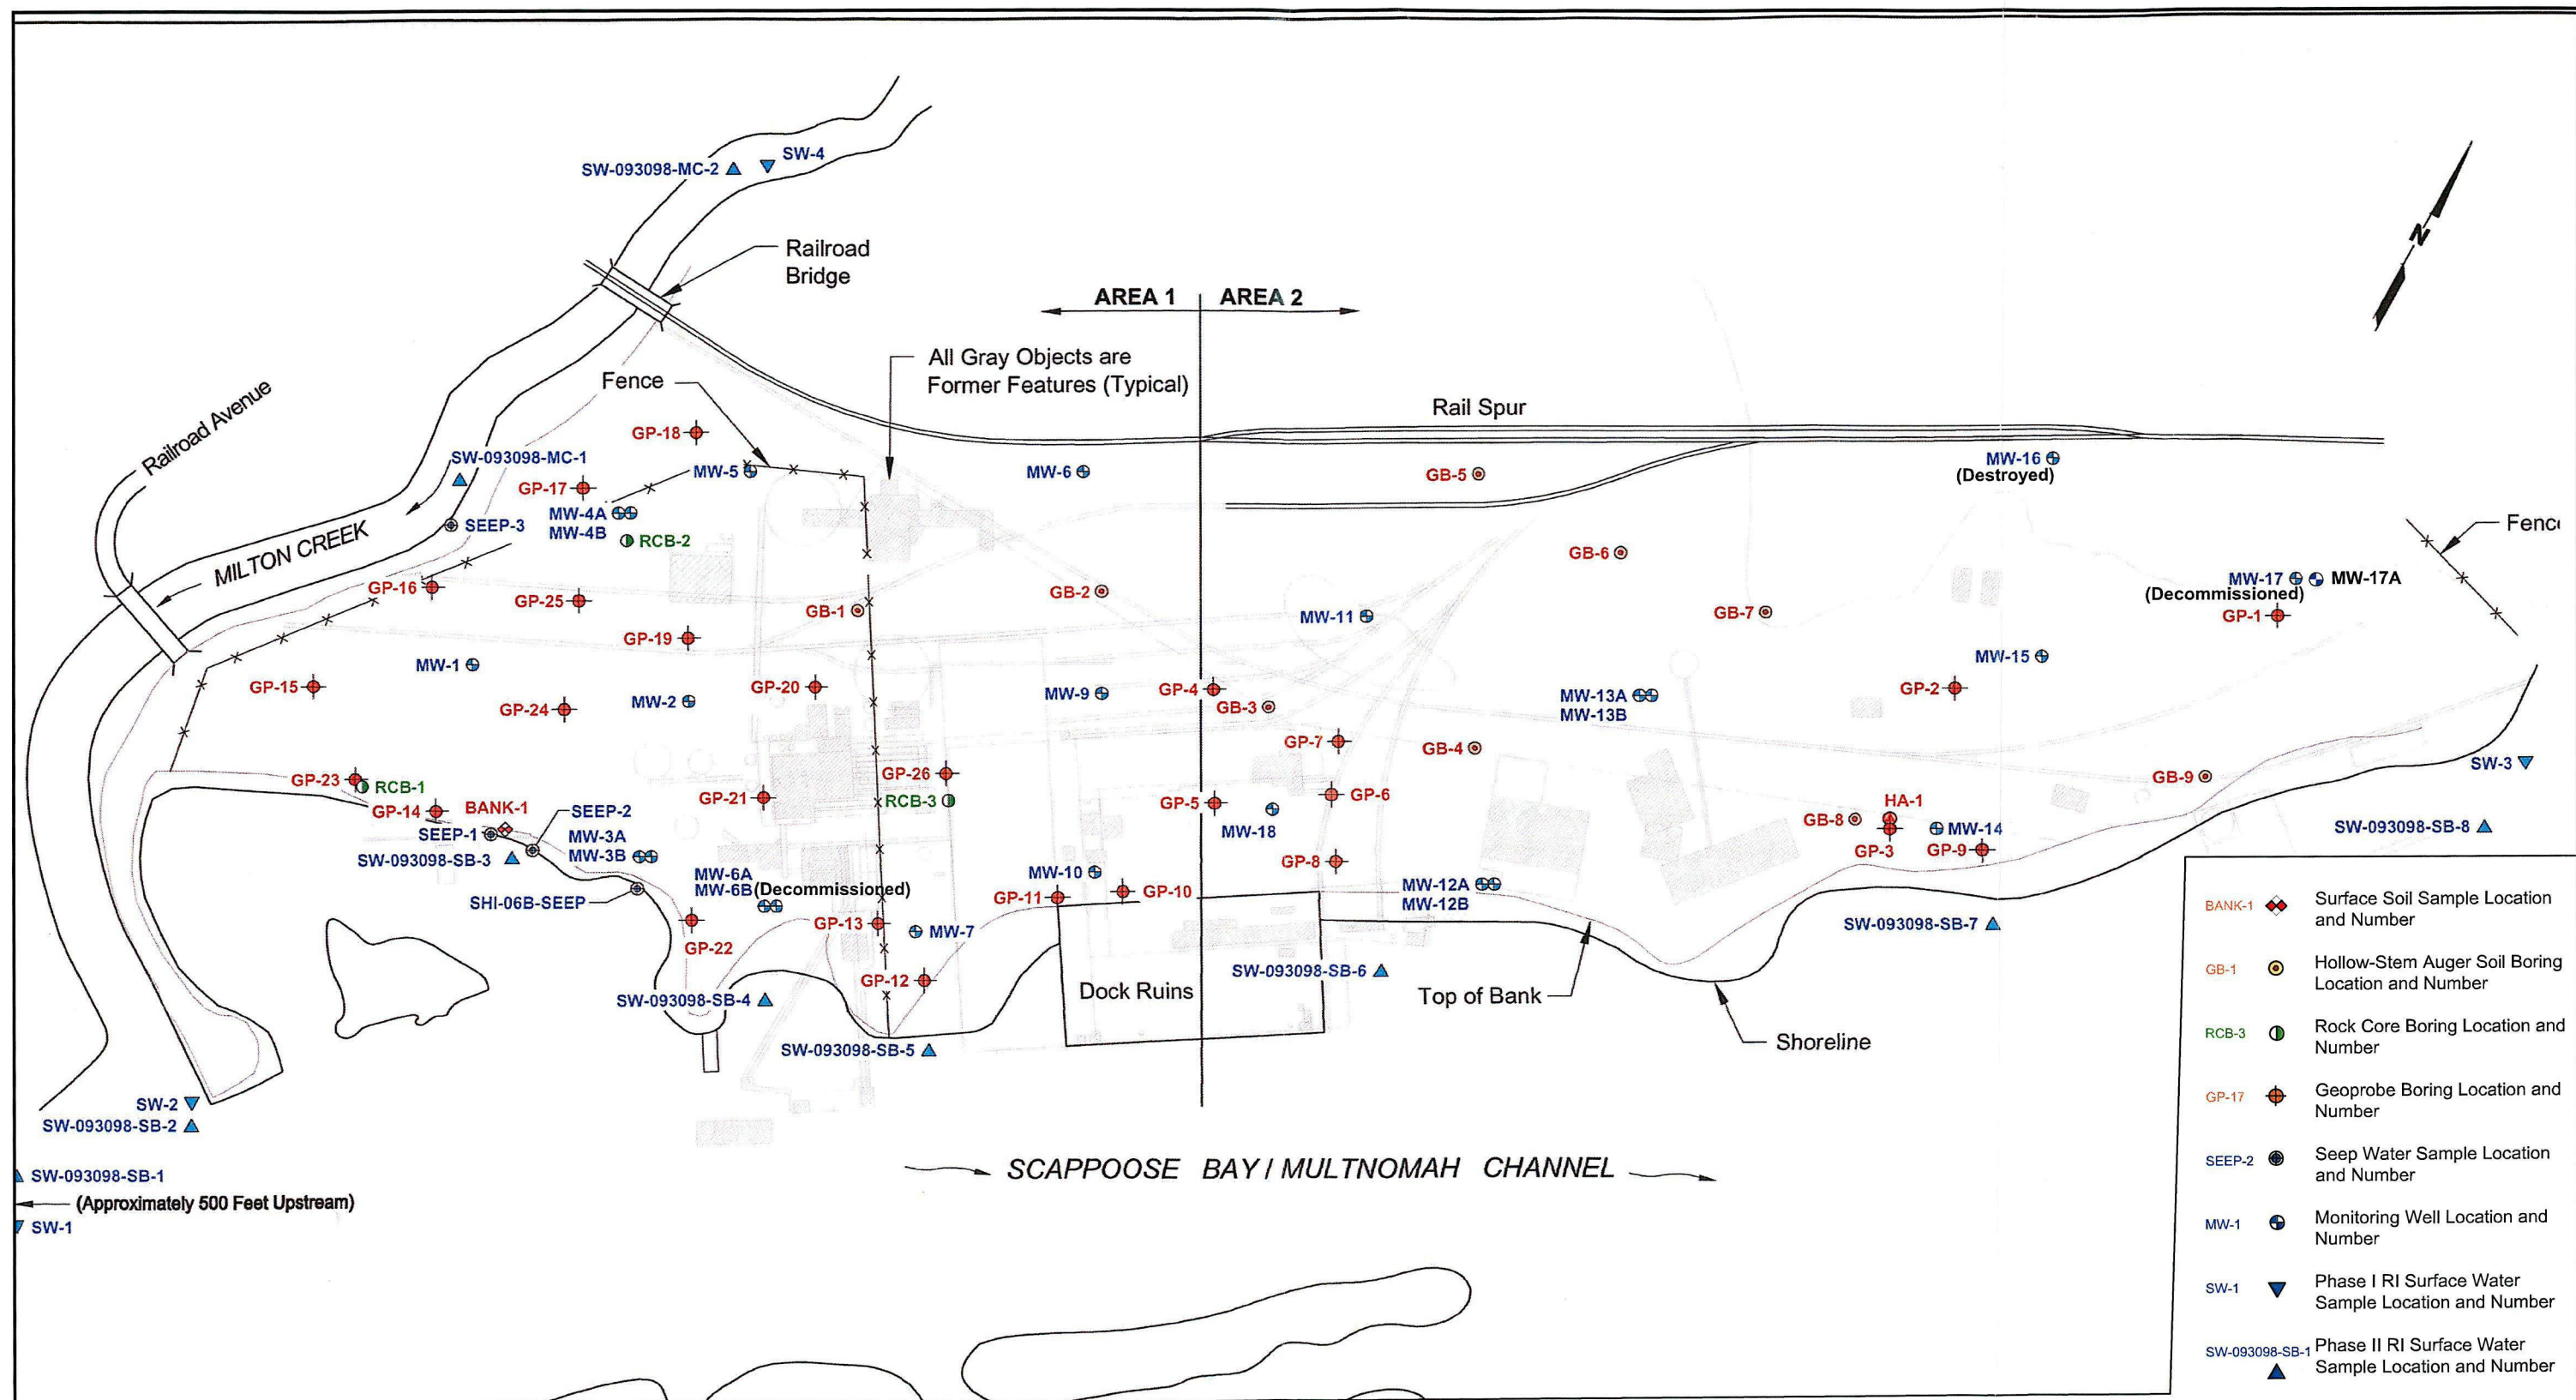 SW-4
SW-093098-MC-2
Railroad
Bridge
N
AREA 1
AREA 2
All Gray Objects are
Former Features (Typical)
Fence
Railroad Avenue
Rail Spur
GP-18
SW-093098-MC-1
MW-5
MW-6
GB-5
MW-16
(Destroyed)
GP-17
MW-4A
MW-4B
SEEP-3
RCB-2
MILTON CREEK
GB-6
MW-17
MW-17A
(Decommissioned)
GP-1
GP-16
GP-25
GB-1
GB-2
MW-11
GB-7
GP-19
MW-1
MW-15
GP-15
GP-20
GP-4
GP-2
GP-24
MW-2
MW-9
GB-3
MW-13A
MW-13B
GP-7
GB-4
SW-3
GP-23
RCB-1
GP-26
GB-9
GP-21
RCB-3
GP-5
GP-6
GP-14
BANK-1
SEEP-2
SEEP-1
MW-3A
MW-3B
SW-093098-SB-3
MW-18
HA-1
GB-8
MW-14
GP-3
GP-9
SW-093098-SB-8
GP-8
MW-6A
MW-6B(Decommissioned)
MW-10
GP-11
GP-10
MW-12A
MW-12B
SHI-06B-SEEP
GP-22
GP-13
MW-7
SW-093098-SB-7
GP-12
SW-093098-SB-6
SW-093098-SB-4
Dock Ruins
Top of Bank
SW-093098-SB-5
Shoreline
SW-2
SW-093098-SB-2
SW-093098-SB-1
(Approximately 500 Feet Upstream)
SW-1
SCAPPOOSE BAY / MULTNOMAH CHANNEL
BANK-1 Surface Soil Sample Location
and Number
GB-1 Hollow-Stem Auger Soil Boring
Location and Number
RCB-3 Rock Core Boring Location and
Number
GP-17 Geoprobe Boring Location and
Number
SEEP-2 Seep Water Sample Location
and Number
MW-1 Monitoring Well Location and
Number
SW-1 Phase I RI Surface Water
Sample Location and Number
SW-093098-SB-1 Phase II RI Surface Water
Sample Location and Number